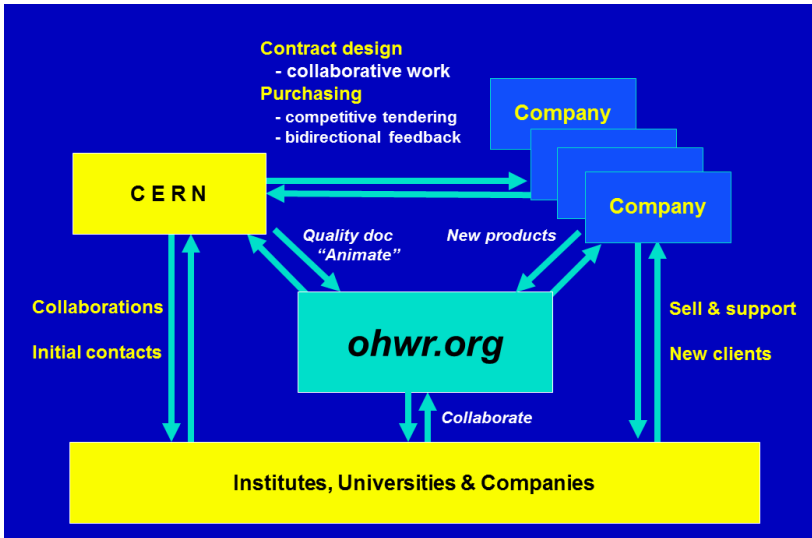 Contract design
- collaborative work
Purchasing
- competitive tendering
- bidirectional feedback
Company
Company
C E R N
Quality doc
“Animate”
New products
Collaborations
Initial contacts
ohwr.org
Sell & support
New clients
Collaborate
Institutes, Universities & Companies